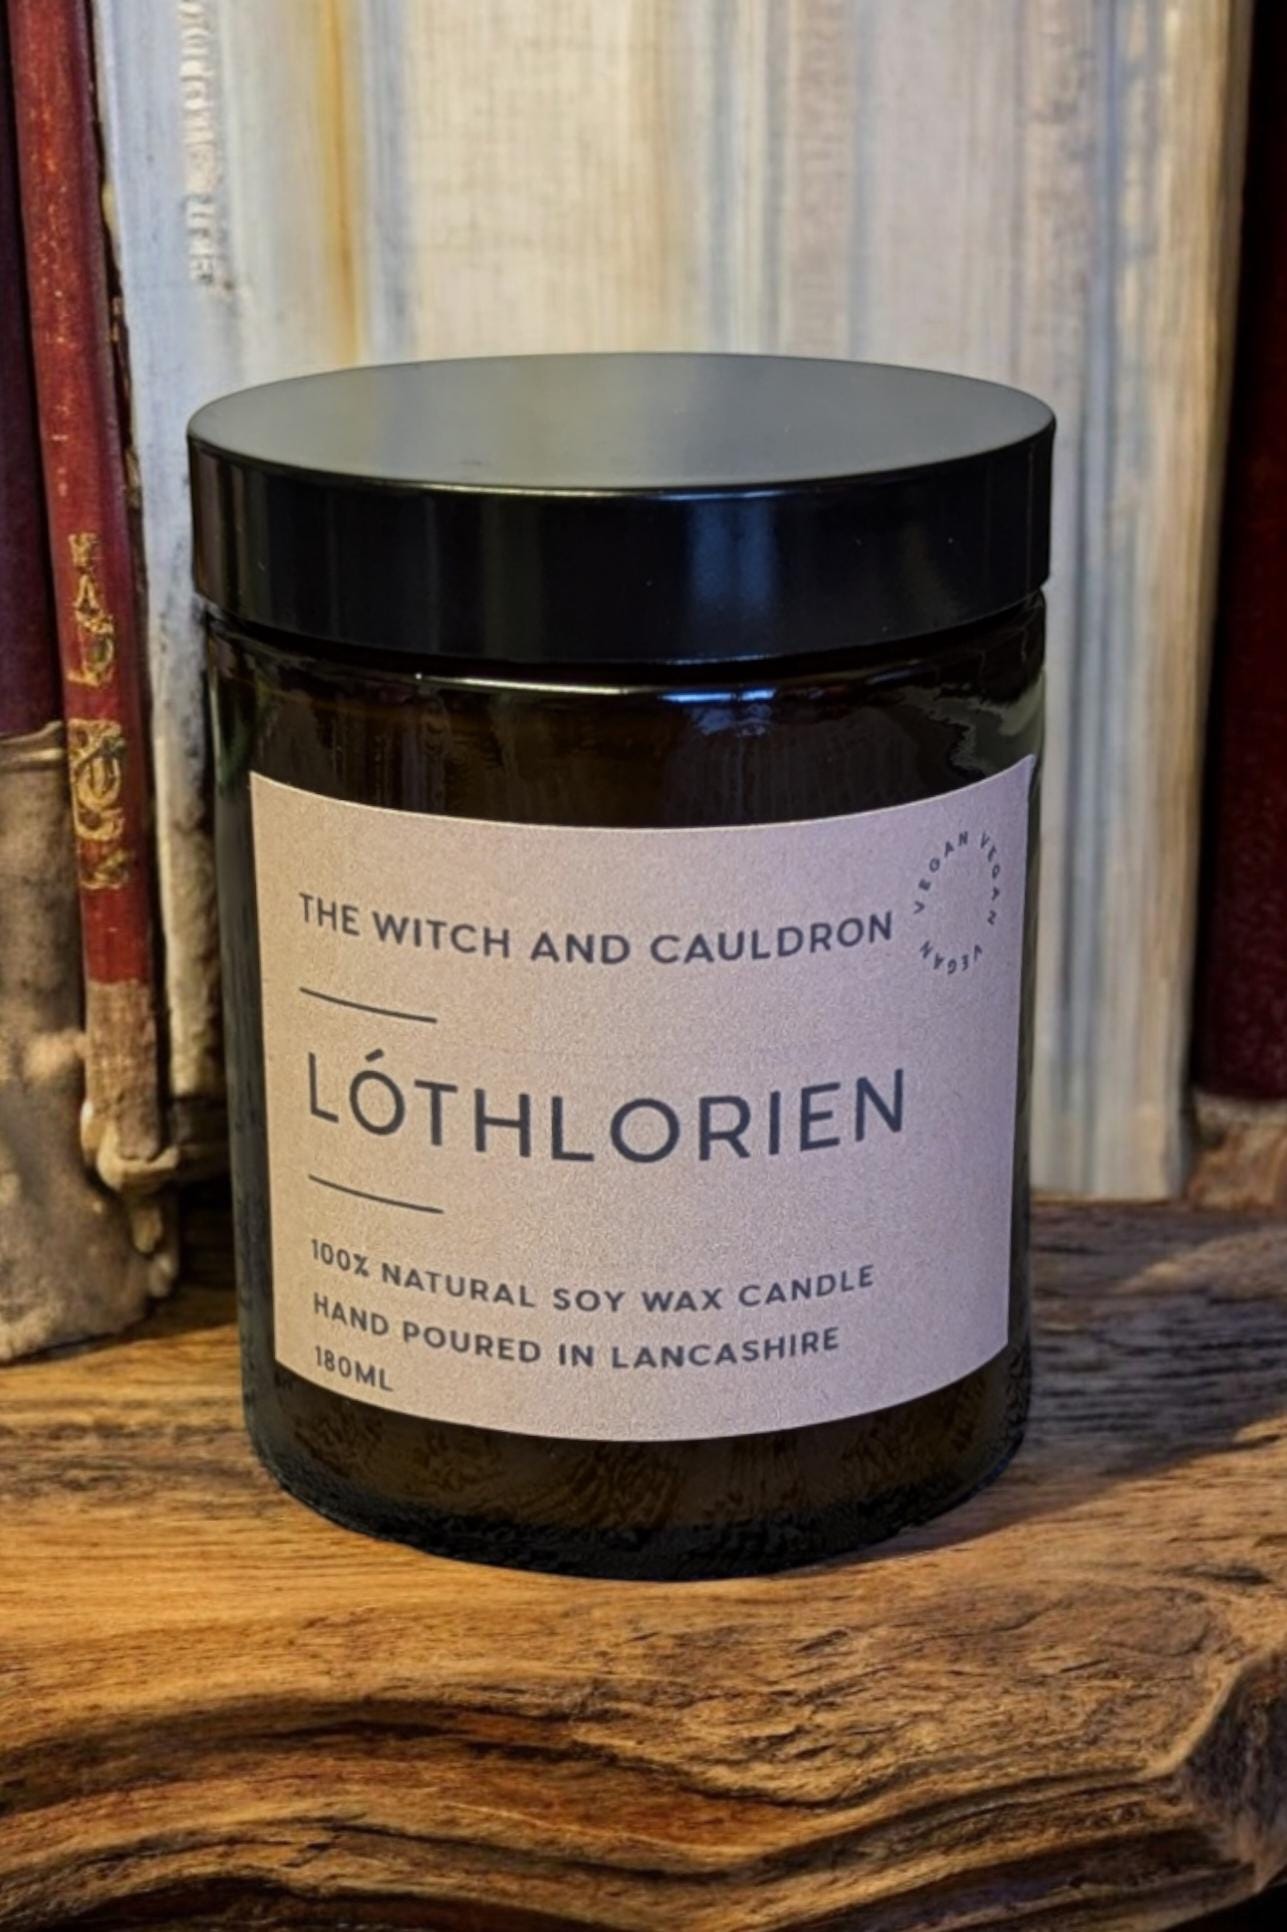 THE WITCH AND CAULDRON
VEGAN VEGAN VEGAN
LÓTHLORIEN
100% NATURAL SOY WAX CANDLE
HAND POURED IN LANCASHIRE
180ML